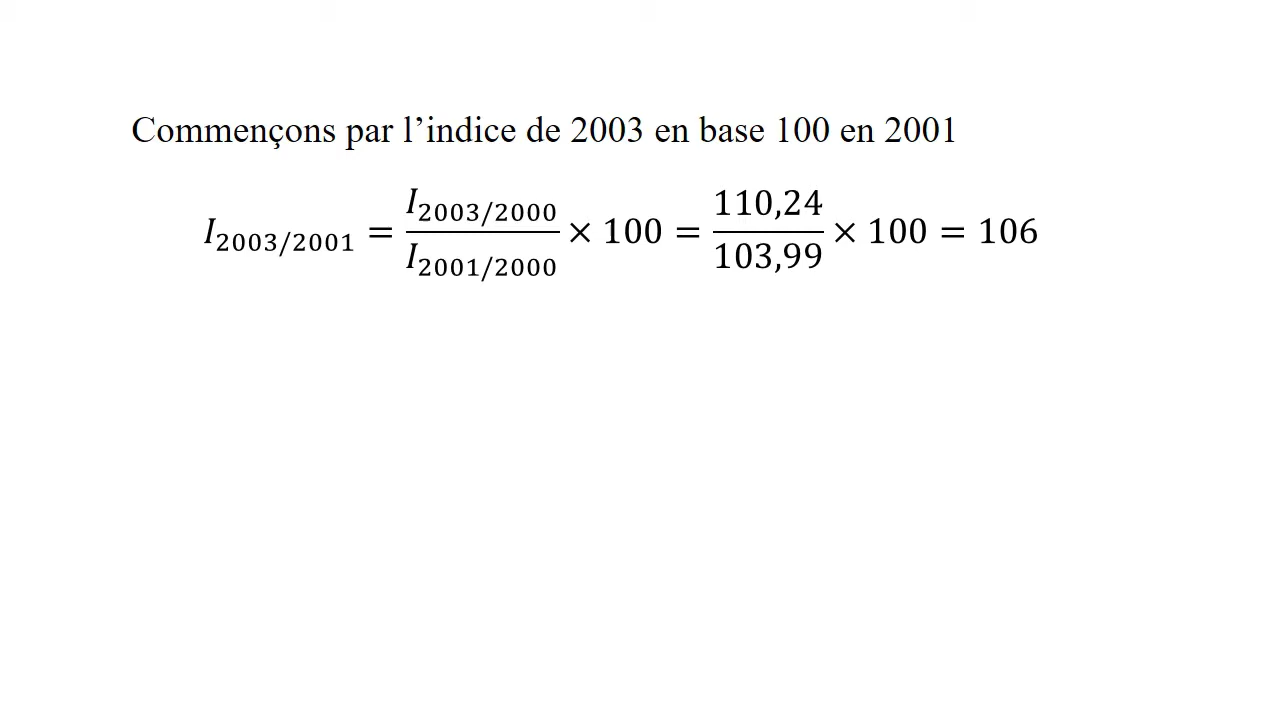 Commençons par l’indice de 2003 en base 100 en 2001
I₂₀₀₃/₂₀₀₁ = I₂₀₀₃/₂₀₀₀ / I₂₀₀₁/₂₀₀₀ × 100 = 110,24 / 103,99 × 100 = 106